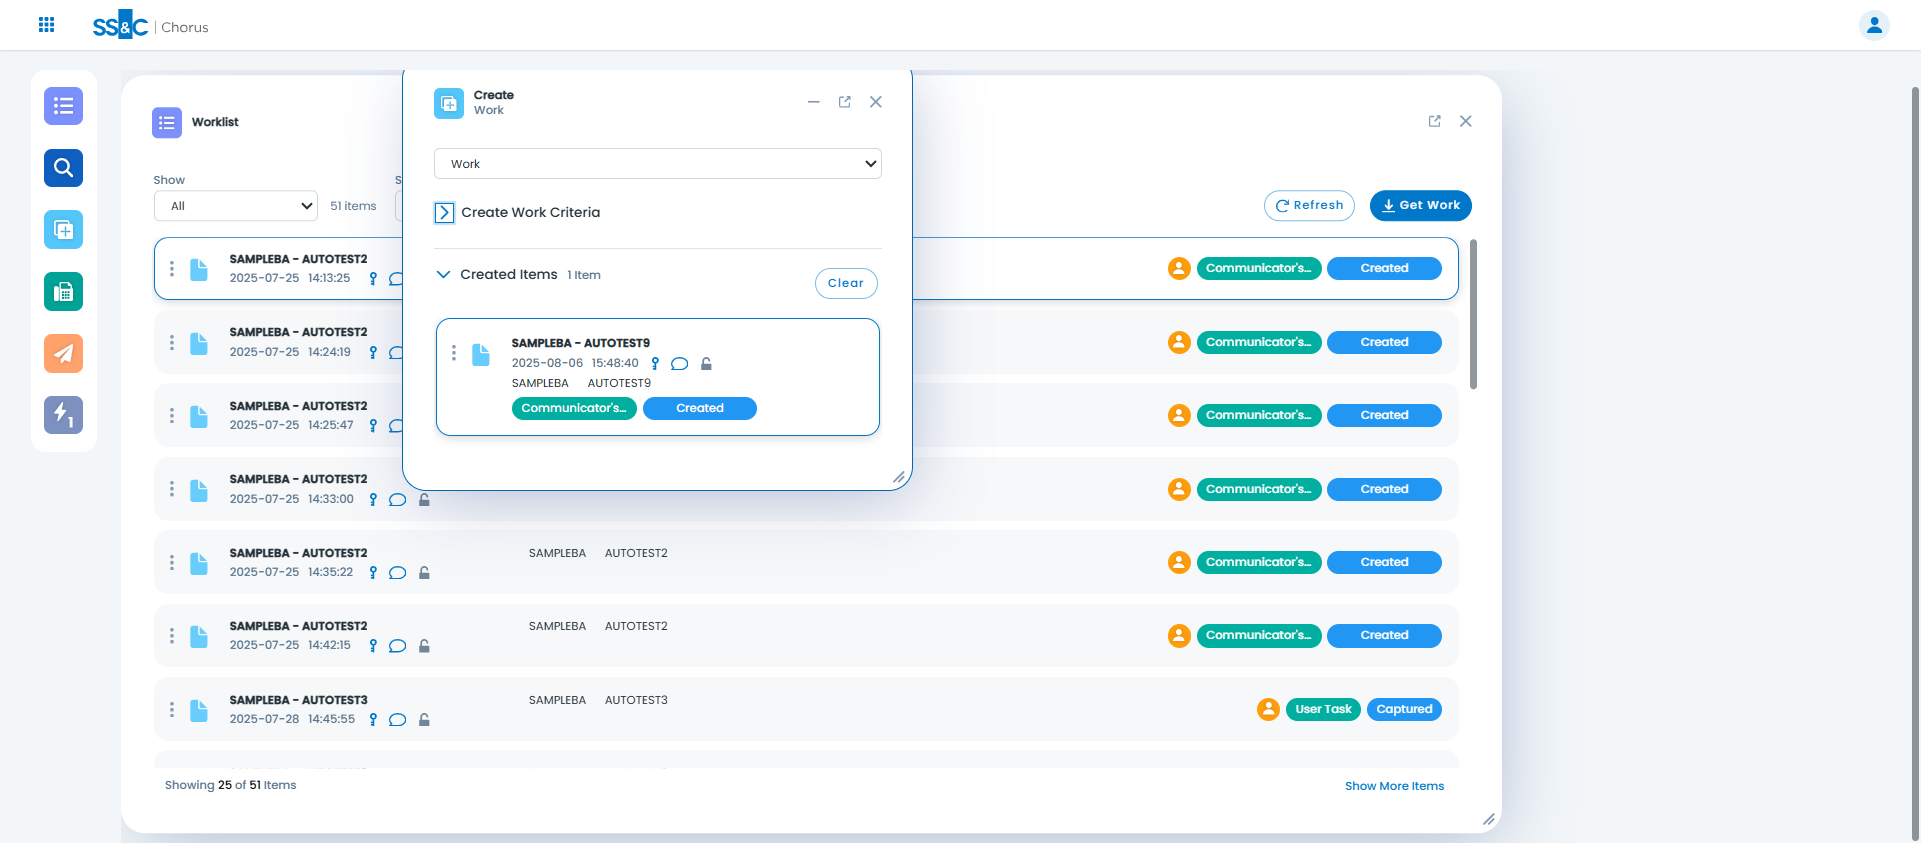 SS&C | Chorus
Worklist
Show
All
51 items
S
Refresh
Get Work
Create
Work
Work
Create Work Criteria
Created Items 1 Item
Clear
SAMPLEBA - AUTOTEST9
2025-08-06 15:48:40
SAMPLEBA AUTOTEST9
Communicator's... Created
SAMPLEBA - AUTOTEST2
2025-07-25 14:13:25
Communicator's... Created
SAMPLEBA - AUTOTEST2
2025-07-25 14:24:19
Communicator's... Created
SAMPLEBA - AUTOTEST2
2025-07-25 14:25:47
Communicator's... Created
SAMPLEBA - AUTOTEST2
2025-07-25 14:33:00
Communicator's... Created
SAMPLEBA - AUTOTEST2 SAMPLEBA AUTOTEST2
2025-07-25 14:35:22
Communicator's... Created
SAMPLEBA - AUTOTEST2 SAMPLEBA AUTOTEST2
2025-07-25 14:42:15
Communicator's... Created
SAMPLEBA - AUTOTEST3 SAMPLEBA AUTOTEST3
2025-07-28 14:45:55
User Task Captured
Showing 25 of 51 Items
Show More Items
1